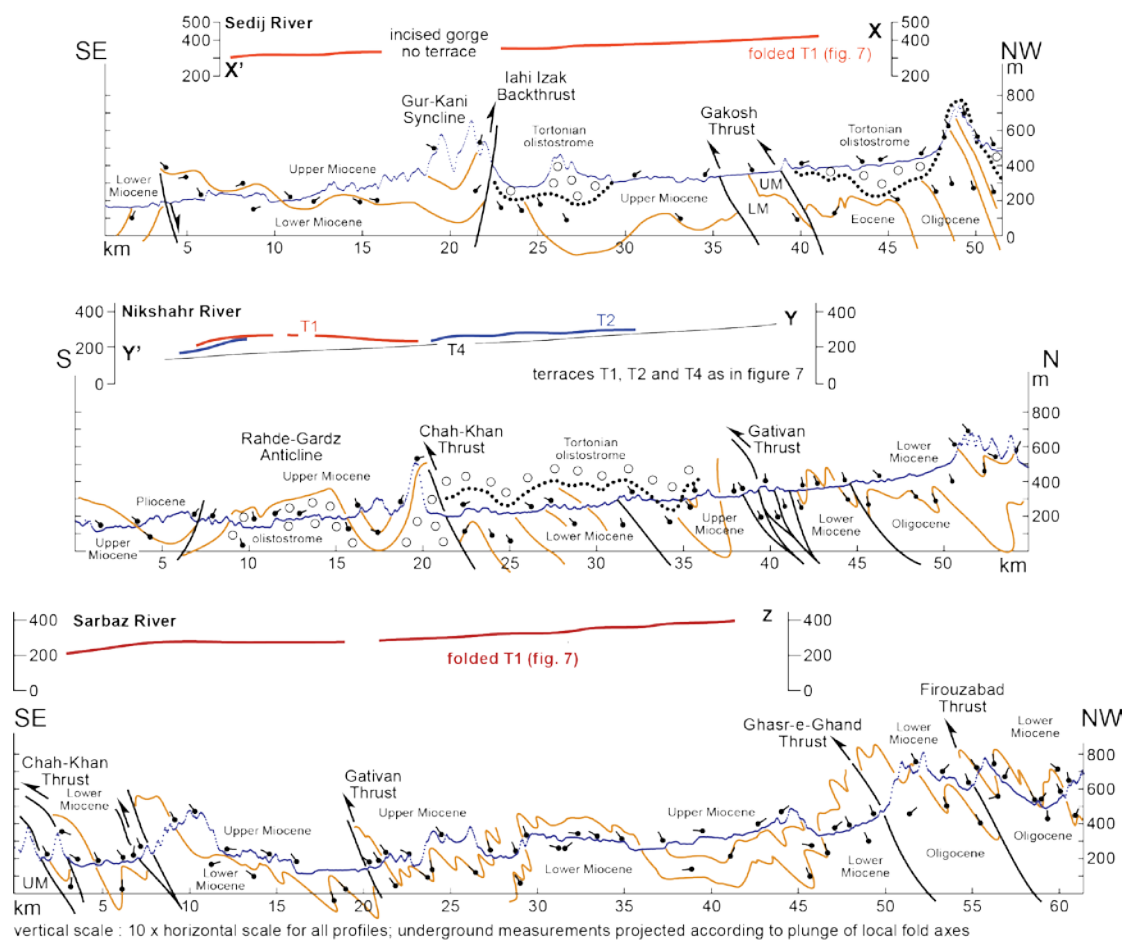 Sedij River
500
400
200
X'
incised gorge
no terrace
folded T1 (fig. 7)
X
500
400
200
SE
NW
m
Gur-Kani
Syncline
Iahi Izak
Backthrust
Gakosh
Thrust
Tortonian
olistostrome
Tortonian
olistostrome
Lower
Miocene
Upper Miocene
Lower Miocene
Upper Miocene
UM
LM
Eocene
Oligocene
800
600
400
200
0
km
5
10
15
20
25
30
35
40
45
50
Nikshahr River
400
200
0
Y'
T1
T2
T4
Y
400
200
0
terraces T1, T2 and T4 as in figure 7
S
N
m
Rahde-Gardz
Anticline
Chah-Khan
Thrust
Tortonian
olistostrome
Gativan
Thrust
Lower
Miocene
Pliocene
Upper Miocene
Upper
Miocene
olistostrome
Lower Miocene
Upper
Miocene
Lower
Miocene
Oligocene
800
600
400
200
5
10
15
20
25
30
35
40
45
50
km
Sarbaz River
400
200
0
folded T1 (fig. 7)
Z
400
200
0
SE
NW
Chah-Khan
Thrust
Lower
Miocene
Gativan
Thrust
Ghasr-e-Ghand
Thrust
Firouzabad
Thrust
Lower
Miocene
Lower
Miocene
Upper Miocene
Upper Miocene
Upper Miocene
UM
Lower
Miocene
Lower Miocene
Lower
Miocene
Oligocene
Oligocene
800
600
400
200
km
5
10
15
20
25
30
35
40
45
50
55
60
vertical scale : 10 x horizontal scale for all profiles; underground measurements projected according to plunge of local fold axes